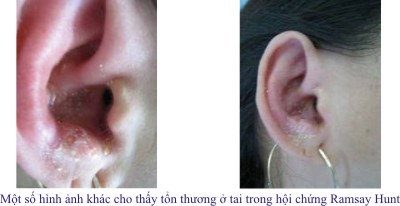 Một số hình ảnh khác cho thấy tổn thương ở tai trong hội chứng Ramsay Hunt